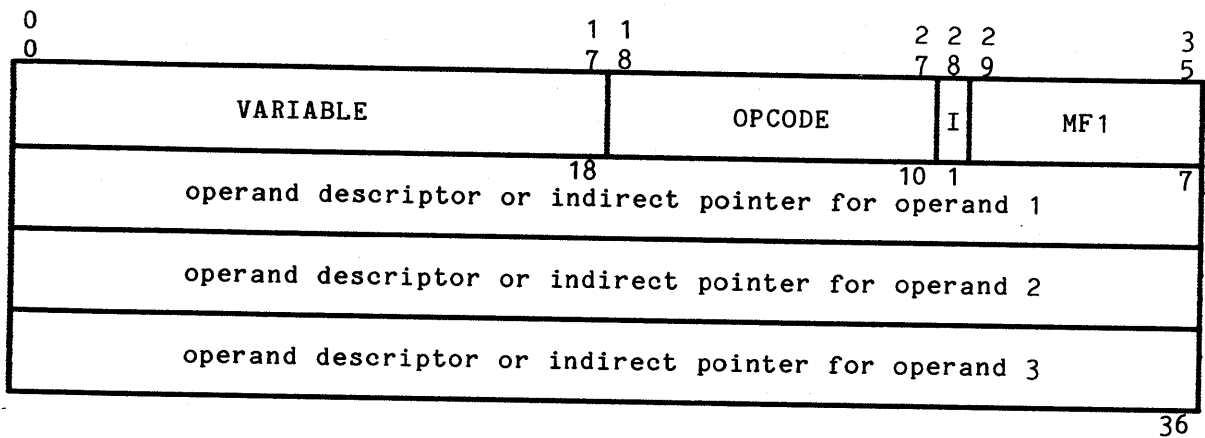 0 1 1 2 2 2 3
0 7 8 7 8 9 5
VARIABLE OPCODE I MF1
18 10 1 7
operand descriptor or indirect pointer for operand 1
operand descriptor or indirect pointer for operand 2
operand descriptor or indirect pointer for operand 3
36